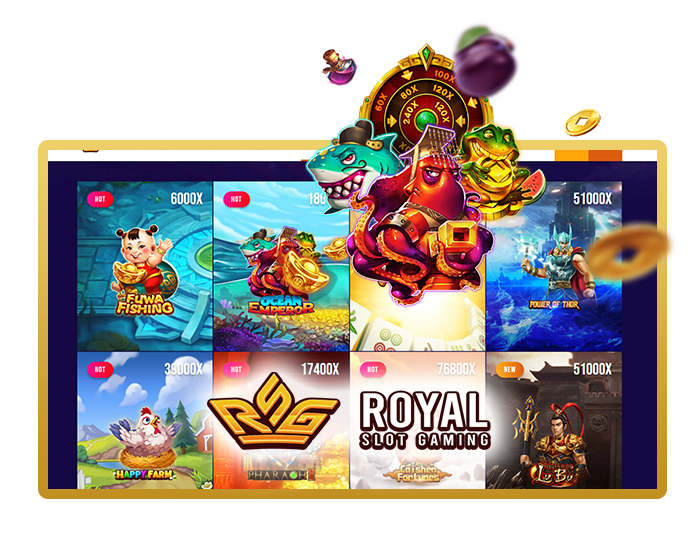 100X
80X
120X
60X
240X
120X
HOT
6000X
HOT
51000X
FUWA
FISHING
OCEAN
EMPEROR
POWER OF THOR
HOT
39000X
HOT
17400X
HOT
76800X
NEW
51000X
RSG
ROYAL
SLOT GAMING
HAPPY FARM
PHARAOH
Caishen
Fortunes
Lu Bu